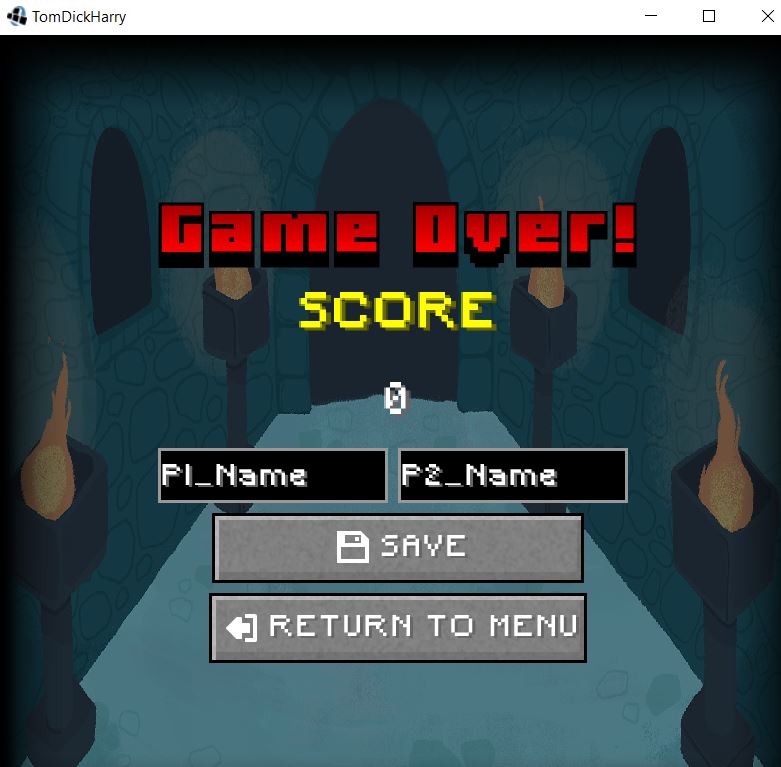 TomDickHarry
Game Over!
SCORE
0
P1_Name P2_Name
SAVE
RETURN TO MENU